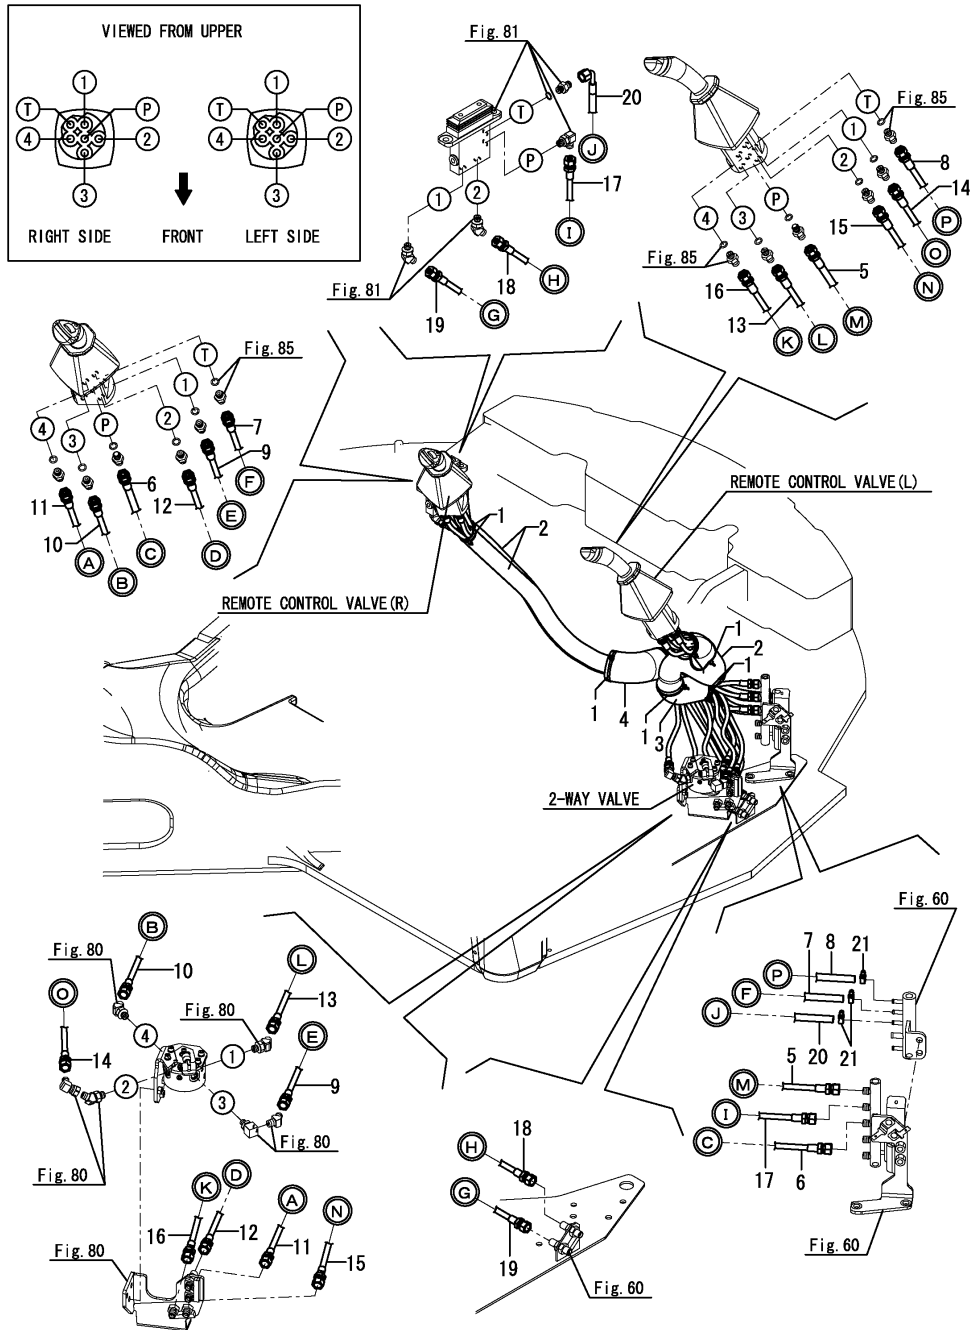 VIEWED FROM UPPER
1 1
T P T P
4 2 4 2
3 3
RIGHT SIDE FRONT LEFT SIDE
Fig. 81
T
20
J
P
17
I
1 2
Fig. 81
19
18
H
G
T
Fig. 85
1
8
2
14
P
P
15
O
4 3
N
Fig. 85
5
16
13
M
K L
T
Fig. 85
1
7
4 3 P 2
9
F
11
6
12
E
10
A B C D
REMOTE CONTROL VALVE(L)
1
2
REMOTE CONTROL VALVE(R)
1
2
1
1
4
1
3
2-WAY VALVE
B
Fig. 80
10
L
13
O
4
Fig. 80
E
14
2
1
9
3
Fig. 80
Fig. 80
K D A N
16
12
11
15
Fig. 80
H
18
G
19
Fig. 60
Fig. 60
7 8 21
P
F
J
20 21
5
M
I
C
17 6
Fig. 60